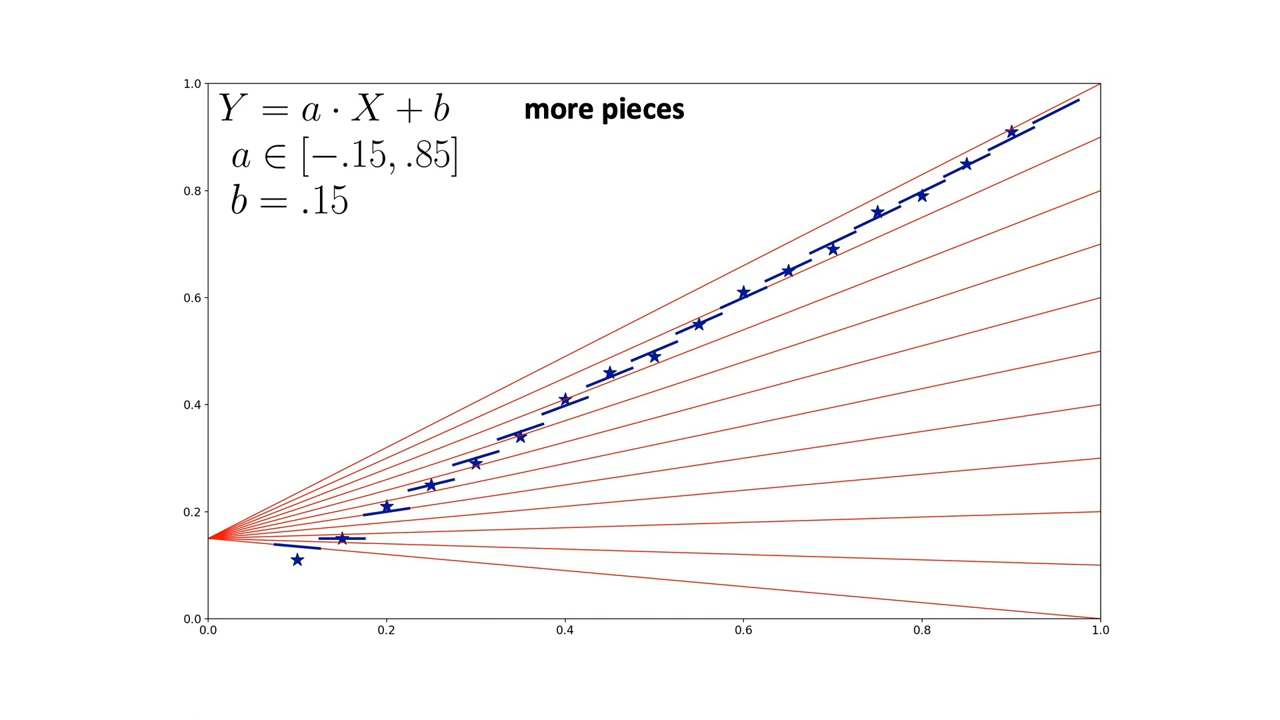 1.0
Y = a · X + b
more pieces
a ∈ [−.15, .85]
b = .15
0.8
0.6
0.4
0.2
0.0
0.0 0.2 0.4 0.6 0.8 1.0